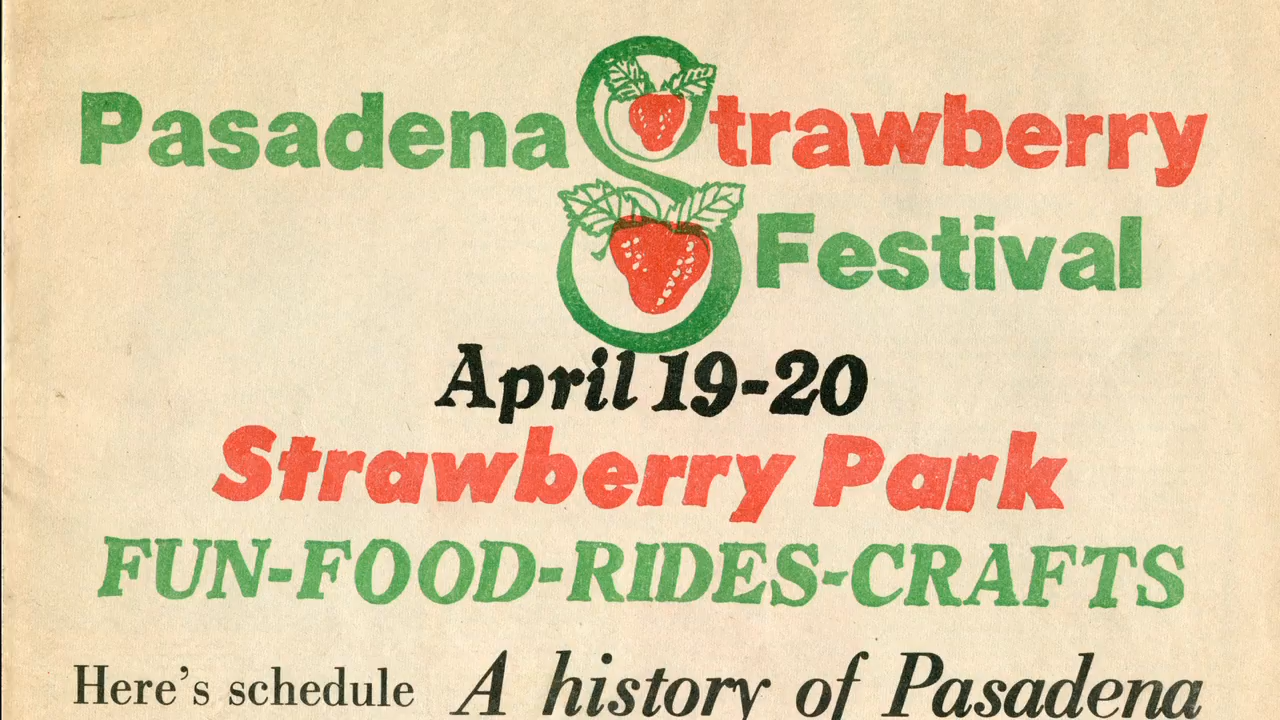 Pasadena Strawberry
Festival
April 19-20
Strawberry Park
FUN-FOOD-RIDES-CRAFTS
Here's schedule
A history of Pasadena